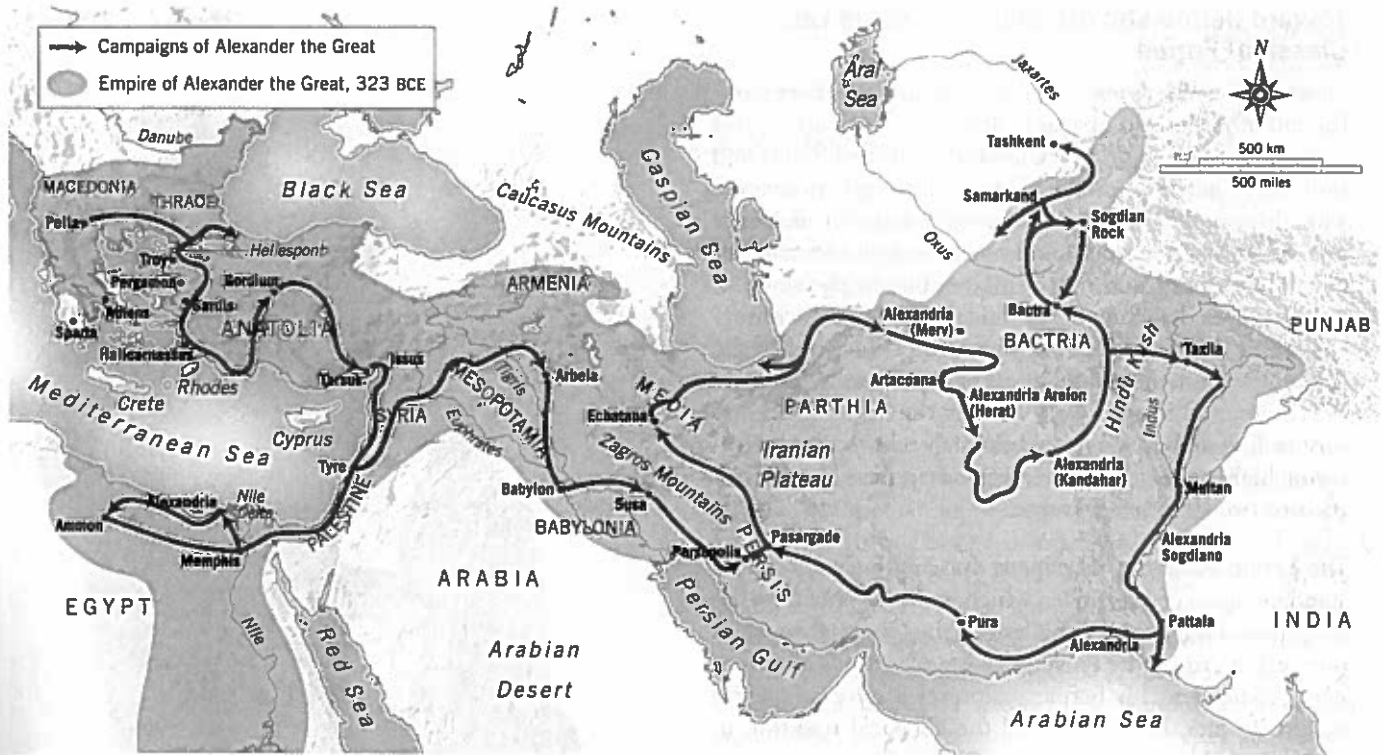 Campaigns of Alexander the Great
Empire of Alexander the Great, 323 BCE
N
500 km
500 miles
Danube
MACEDONIA
THRACE
Black Sea
Pella
Hellespont
Troy
Pergamon
Gordium
Athens
Sardis
Sparta
ANATOLIA
Halicarnassus
Rhodes
Crete
Mediterranean Sea
Cyprus
Tarsus
Issus
SYRIA
Tyre
PALESTINE
Caucasus Mountains
ARMENIA
Caspian Sea
Aral
Sea
Jaxartes
Oxus
Tashkent
Samarkand
Sogdian
Rock
Bactra
BACTRIA
Hindu Kush
Taxila
PUNJAB
Indus
Alexandria
(Merv)
Artacoana
Alexandria Areion
(Herat)
Alexandria
(Kandahar)
PARTHIA
Iranian
Plateau
MEDIA
Ecbatana
Zagros Mountains
MESOPOTAMIA
Tigris
Euphrates
Arbela
Babylon
BABYLONIA
Susa
Persepolis
PERSIS
Pasargade
Persian Gulf
Pura
Multan
Alexandria
Sogdiano
Pattala
Alexandria
INDIA
Arabian Sea
ARABIA
Arabian
Desert
Alexandria
Nile
Delta
Ammon
Memphis
EGYPT
Nile
Red Sea